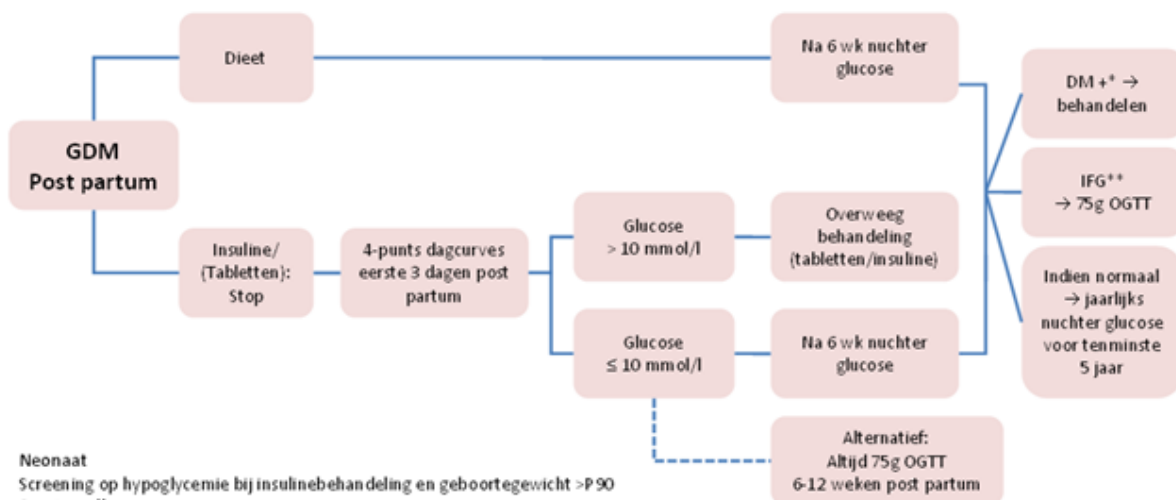 GDM
Post partum
Dieet
Na 6 wk nuchter
glucose
Insuline/
(Tabletten):
Stop
4-punts dagcurves
eerste 3 dagen post
partum
Glucose
> 10 mmol/l
Overweeg
behandeling
(tabletten/insuline)
Glucose
≤ 10 mmol/l
Na 6 wk nuchter
glucose
Alternatief:
Altijd 75g OGTT
6-12 weken post partum
DM +* →
behandelen
IFG**
→ 75g OGTT
Indien normaal
→ jaarlijks
nuchter glucose
voor tenminste
5 jaar
Neonaat
Screening op hypoglycemie bij insulinebehandeling en geboortegewicht >P90